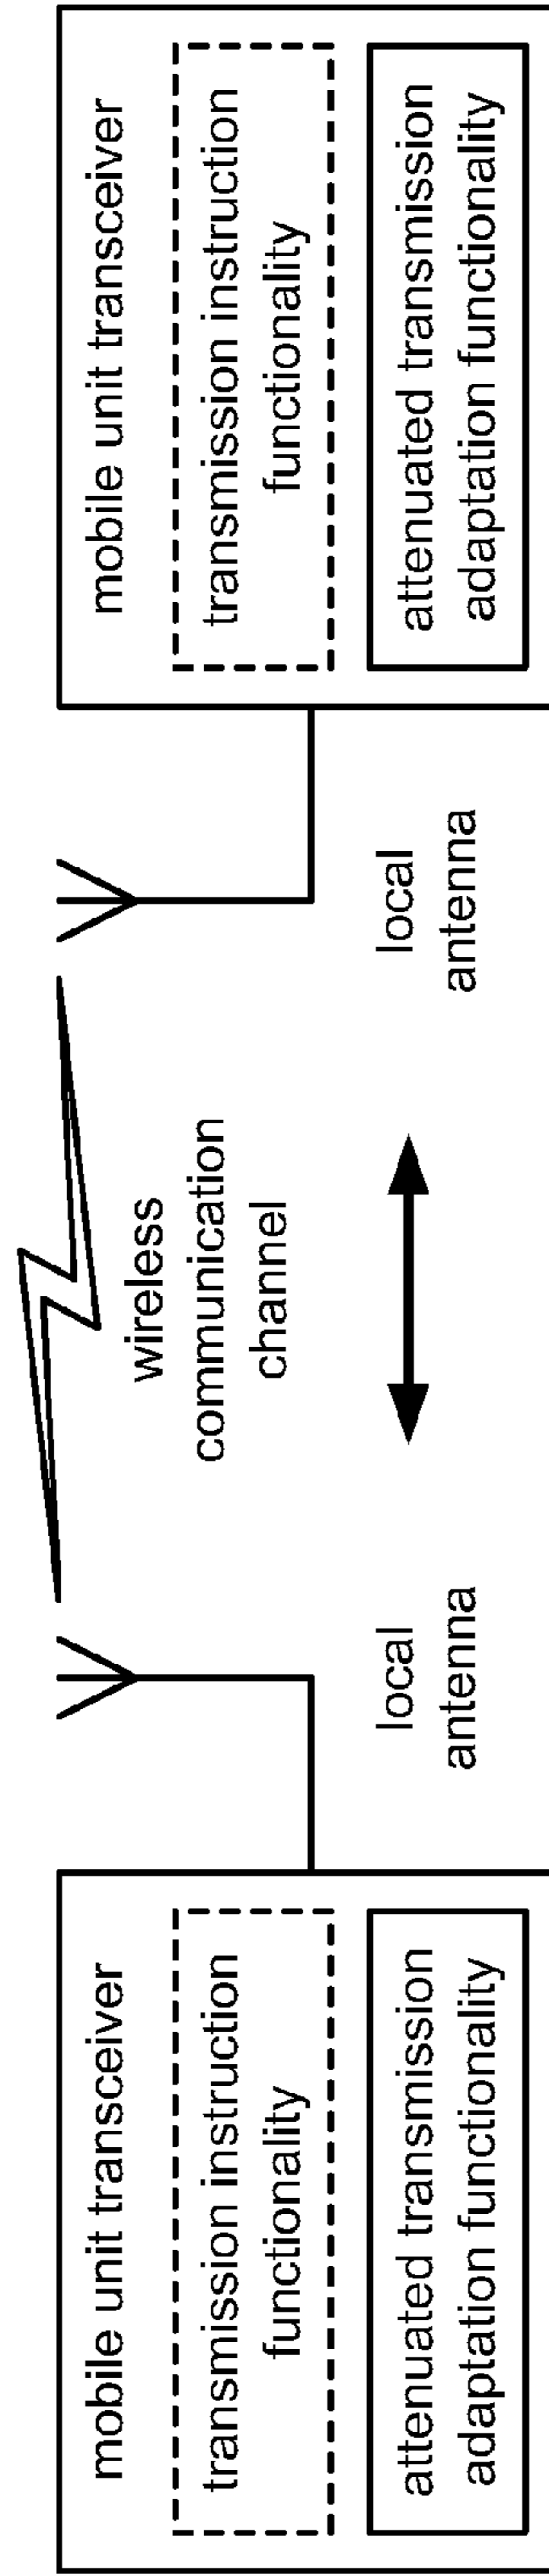 mobile unit transceiver
transmission instruction
functionality
attenuated transmission
adaptation functionality
local
antenna
wireless
communication
channel
local
antenna
mobile unit transceiver
transmission instruction
functionality
attenuated transmission
adaptation functionality